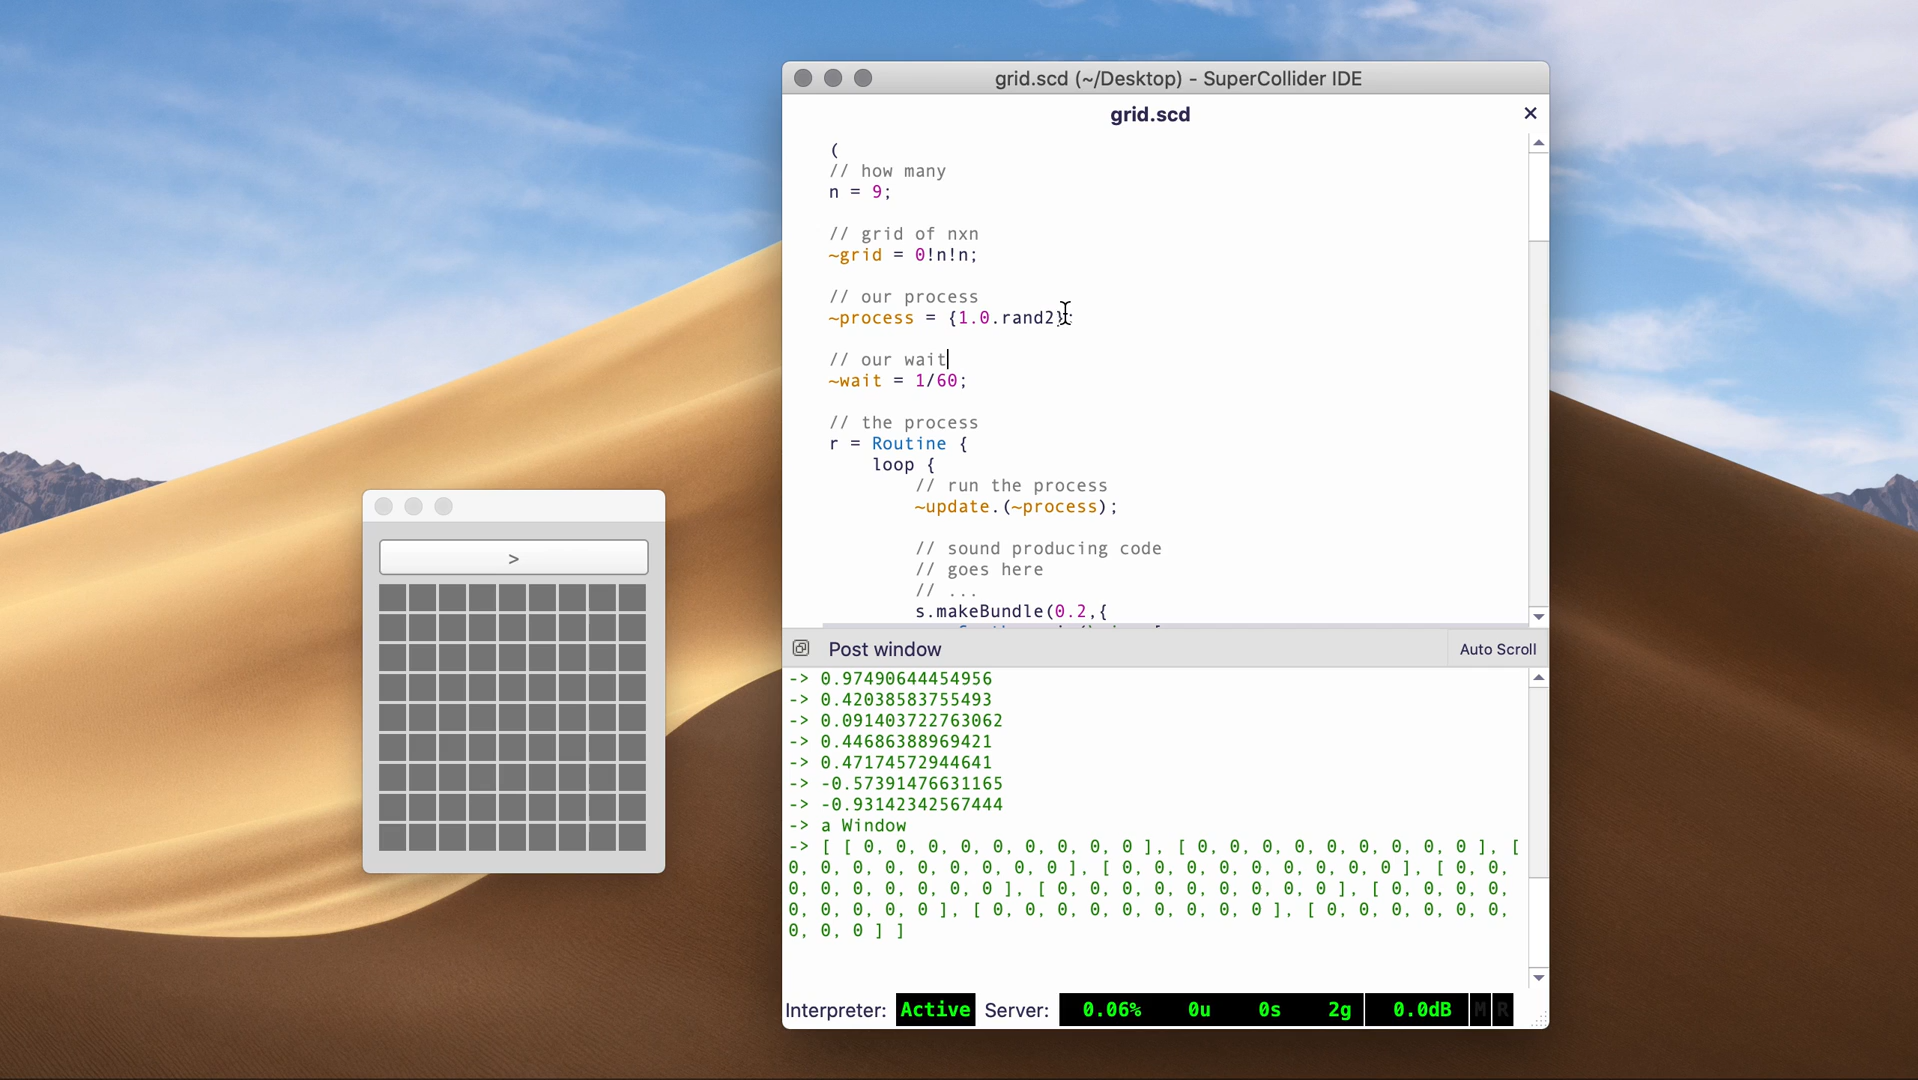 grid.scd (~/Desktop) - SuperCollider IDE
grid.scd
(
// how many
n = 9;
// grid of nxn
~grid = 0!n!n;
// our process
~process = {1.0.rand2};
// our wait
~wait = 1/60;
// the process
r = Routine {
loop {
// run the process
~update.(~process);
// sound producing code
// goes here
// ...
s.makeBundle(0.2,{
>
Post window
Auto Scroll
-> 0.97490644454956
-> 0.42038583755493
-> 0.091403722763062
-> 0.44686388969421
-> 0.47174572944641
-> -0.57391476631165
-> -0.93142342567444
-> a Window
-> [ [ 0, 0, 0, 0, 0, 0, 0, 0, 0 ], [ 0, 0, 0, 0, 0, 0, 0, 0, 0 ], [
0, 0, 0, 0, 0, 0, 0, 0, 0 ], [ 0, 0, 0, 0, 0, 0, 0, 0, 0 ], [ 0, 0,
0, 0, 0, 0, 0, 0, 0 ], [ 0, 0, 0, 0, 0, 0, 0, 0, 0 ], [ 0, 0, 0, 0,
0, 0, 0, 0, 0 ], [ 0, 0, 0, 0, 0, 0, 0, 0, 0 ], [ 0, 0, 0, 0, 0, 0,
0, 0, 0 ] ]
Interpreter: Active Server: 0.06% 0u 0s 2g 0.0dB M R